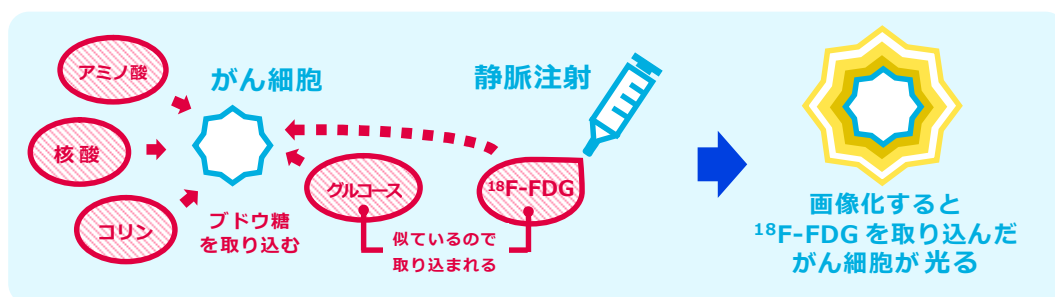 アミノ酸
核酸
コリン
がん細胞
ブドウ糖
を取り込む
グルコース
静脈注射
¹⁸F-FDG
似ているので
取り込まれる
画像化すると
¹⁸F-FDG を取り込んだ
がん細胞が 光る